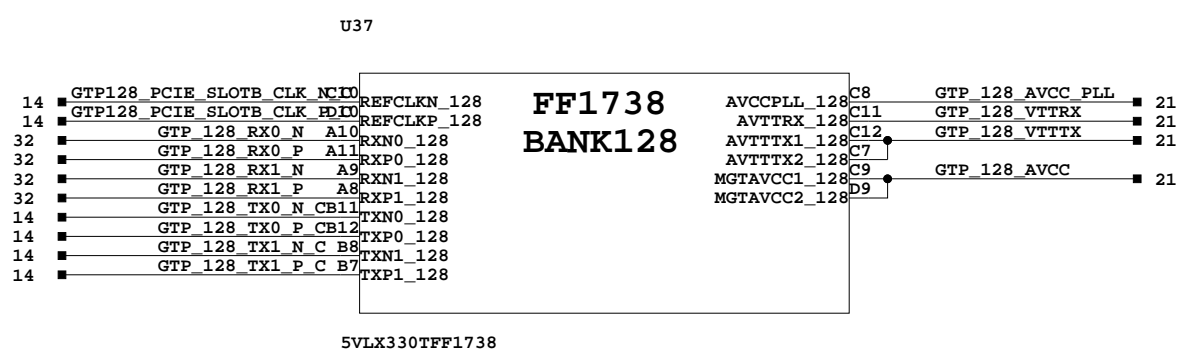 U37
FF1738
BANK128
14 GTP128_PCIE_SLOTB_CLK_N C10 REFCLKN_128
14 GTP128_PCIE_SLOTB_CLK_P D10 REFCLKP_128
32 GTP_128_RX0_N A10 RXN0_128
32 GTP_128_RX0_P A11 RXP0_128
32 GTP_128_RX1_N A9 RXN1_128
32 GTP_128_RX1_P A8 RXP1_128
14 GTP_128_TX0_N_C B11 TXN0_128
14 GTP_128_TX0_P_C B12 TXP0_128
14 GTP_128_TX1_N_C B8 TXN1_128
14 GTP_128_TX1_P_C B7 TXP1_128
AVCCPLL_128 C8 GTP_128_AVCC_PLL 21
AVTTRX_128 C11 GTP_128_VTTRX 21
AVTTTX1_128 C12 GTP_128_VTTTX 21
AVTTTX2_128 C7
MGTAVCC1_128 C9 GTP_128_AVCC 21
MGTAVCC2_128 D9
5VLX330TFF1738